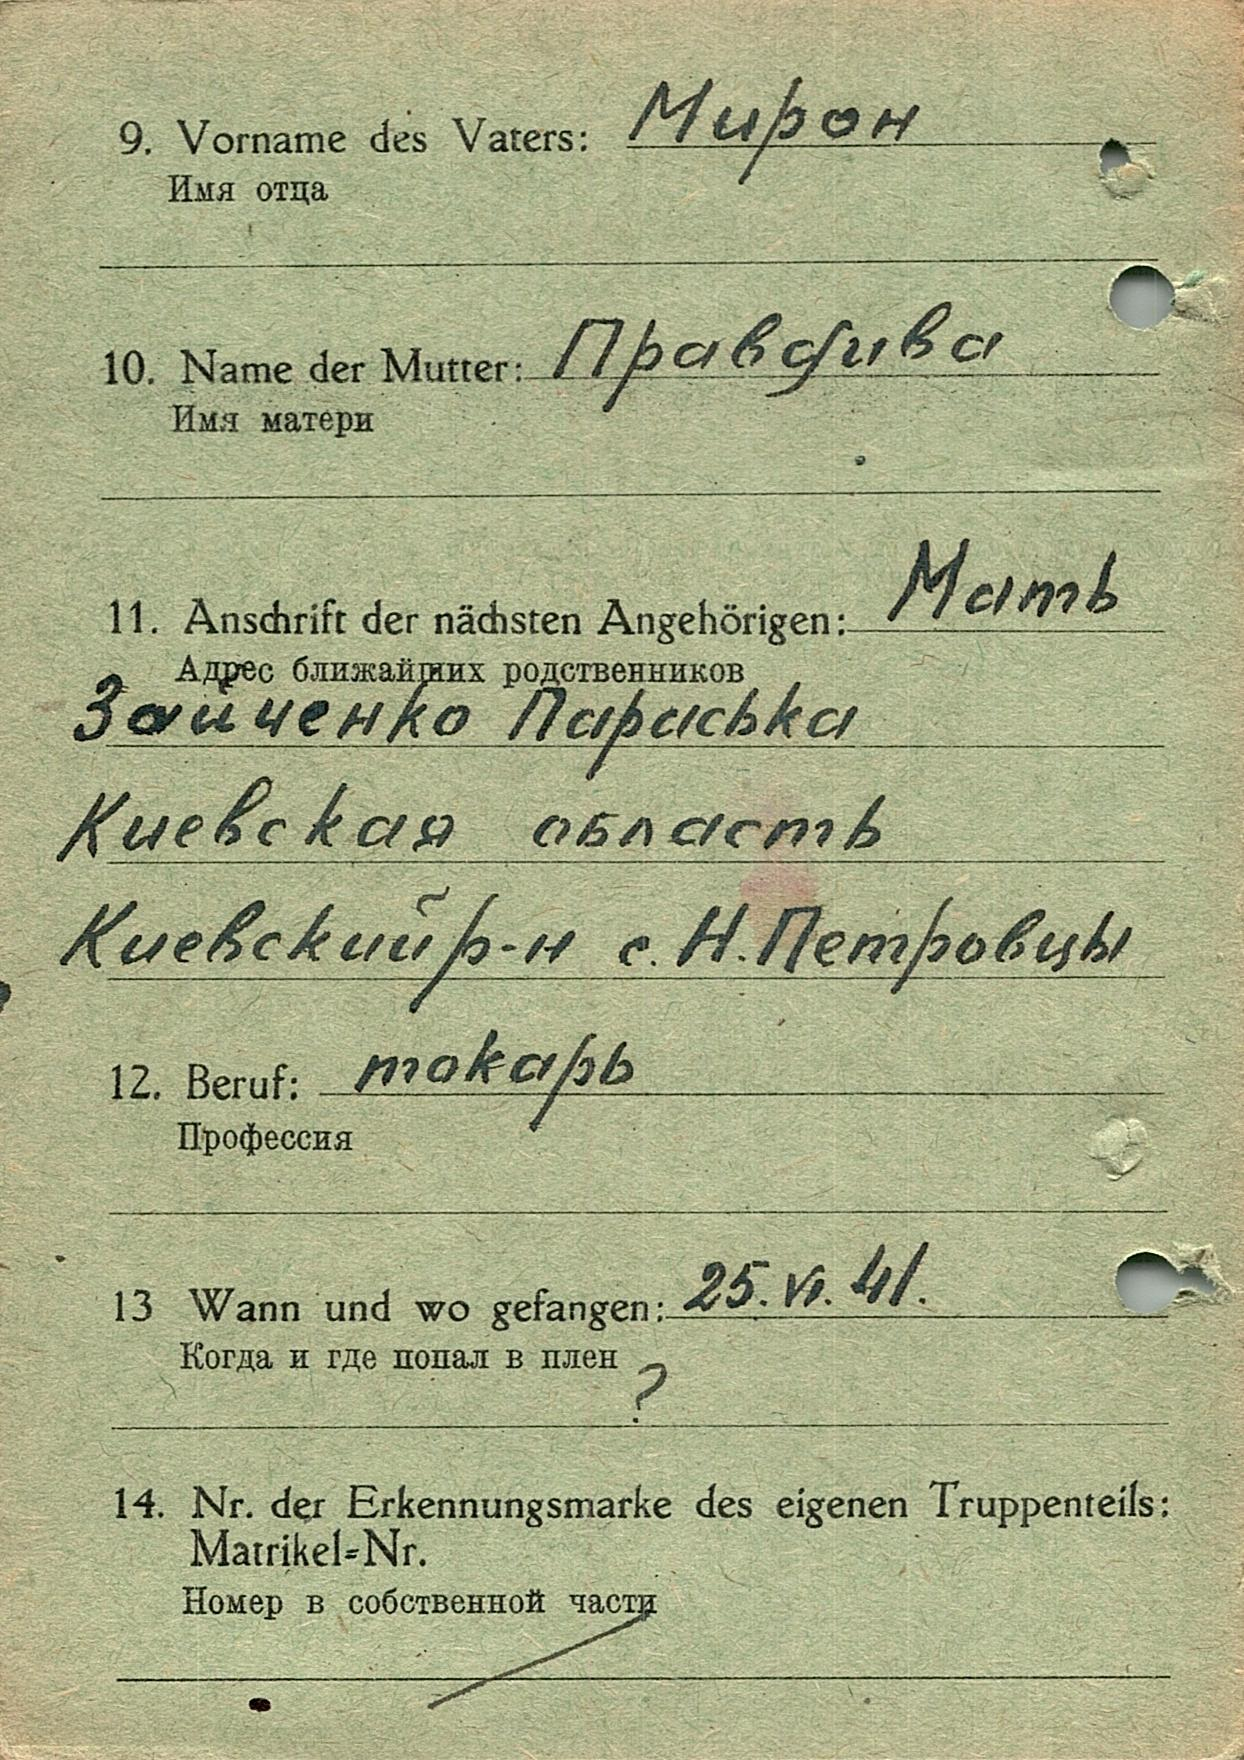 9. Vorname des Vaters: Мирон
Имя отца
10. Name der Mutter: Правдива
Имя матери
11. Anschrift der nächsten Angehörigen: Мать
Адрес ближайших родственников
Зайченко Параська
Киевская область
Киевский р-н с. Н. Петровцы
12. Beruf: токарь
Профессия
13 Wann und wo gefangen: 25. VI. 41.
Когда и где попал в плен
?
14. Nr. der Erkennungsmarke des eigenen Truppenteils:
Matrikel=Nr.
Номер в собственной части